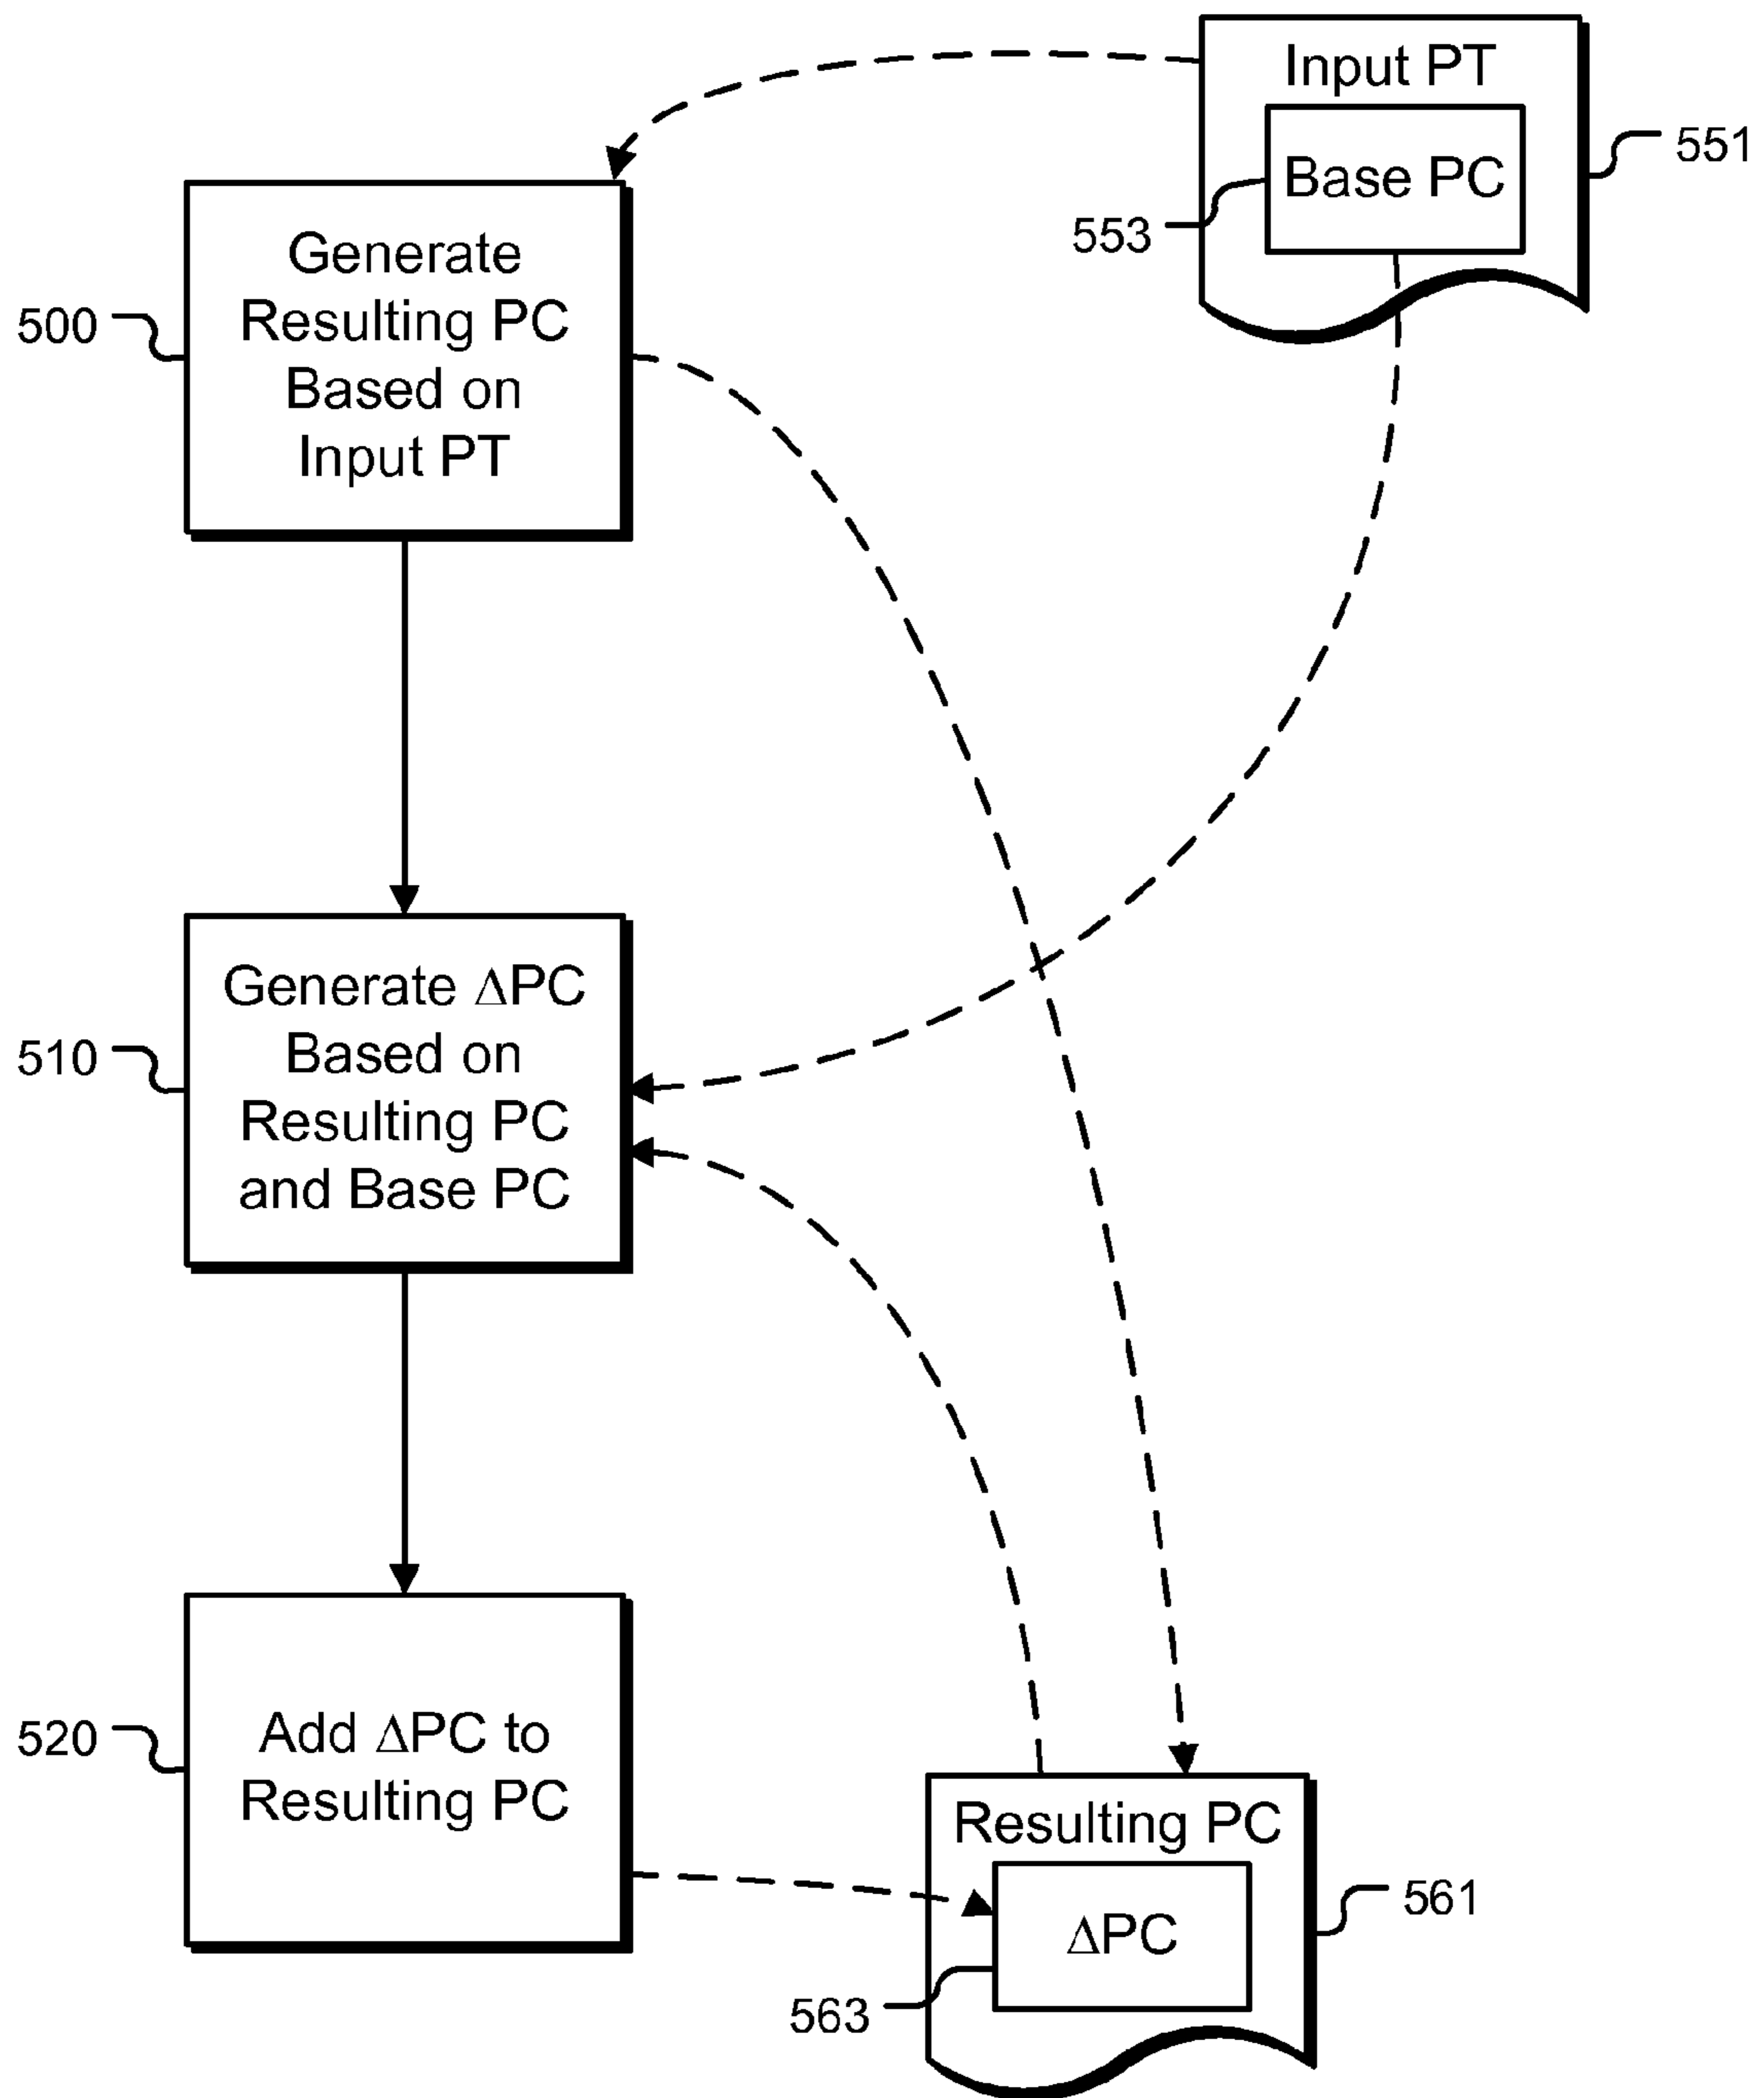 Input PT
551
Base PC
553
Generate
Resulting PC
Based on
Input PT
500
Generate ΔPC
Based on
Resulting PC
and Base PC
510
Add ΔPC to
Resulting PC
520
Resulting PC
561
ΔPC
563